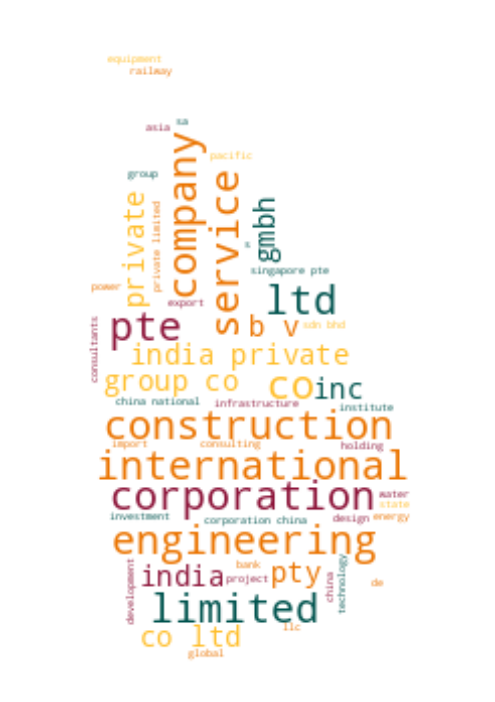 equipment
railway
sa
asia
pacific
company
group
service
private
private limited
gmbh
s
singapore pte
power
export
ltd
pte
b v
sdn bhd
consultants
india private
group co
co
inc
china national
infrastructure
institute
construction
import
consulting
holding
international
corporation
water
state
investment
corporation china
design
energy
engineering
bank
india
project
pty
development
china
technology
de
limited
llc
co ltd
global